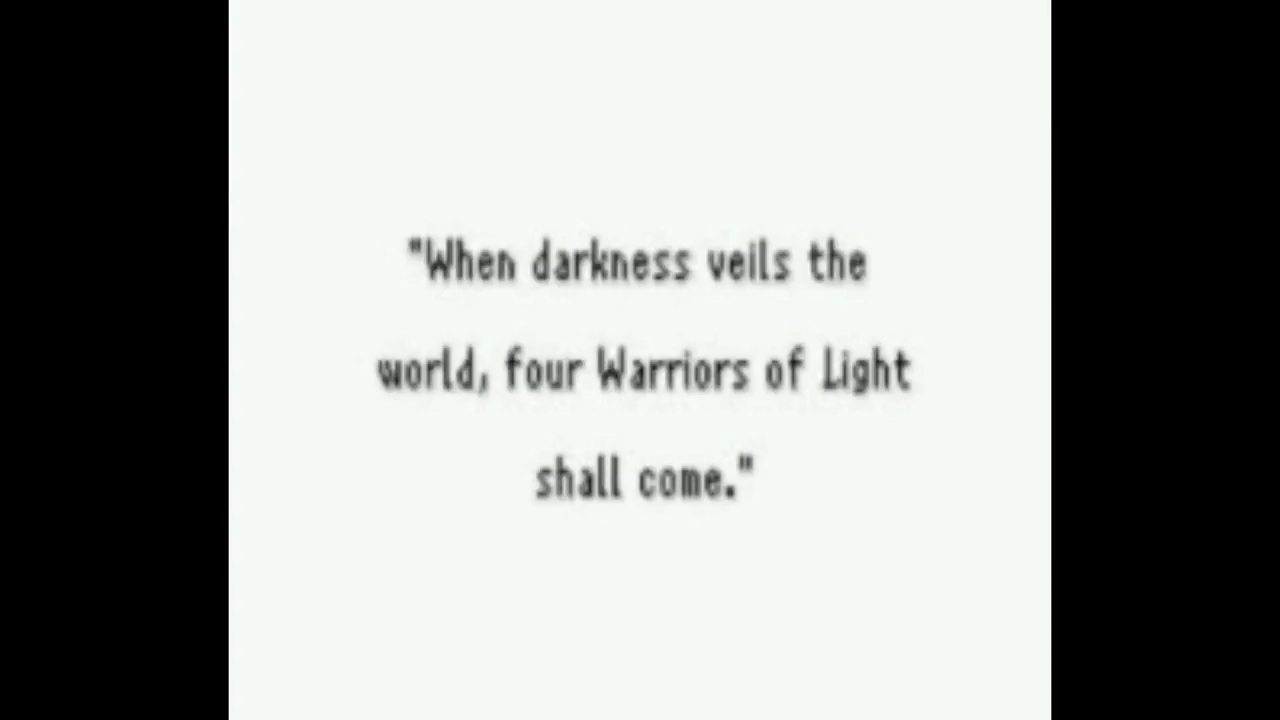 "When darkness veils the
world, four Warriors of Light
shall come."